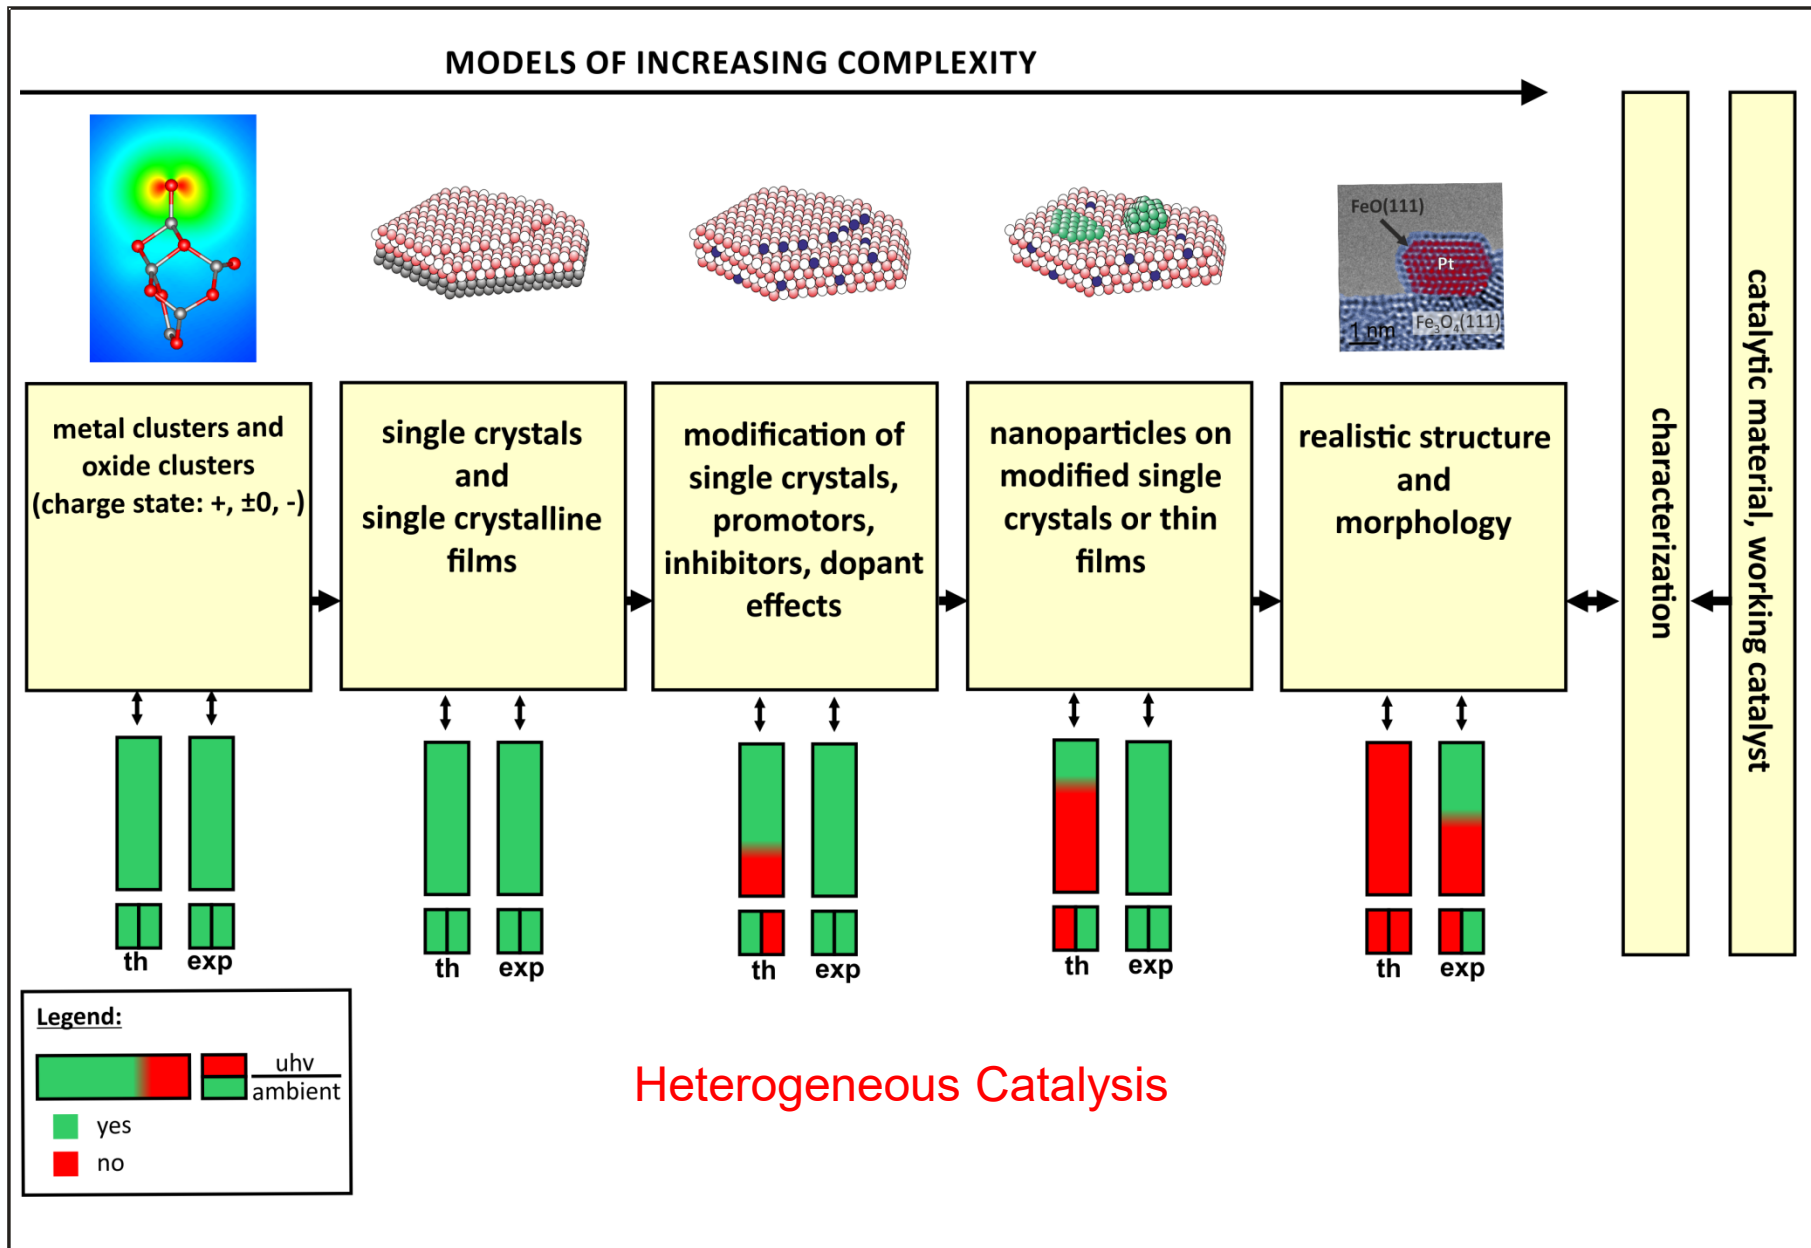 MODELS OF INCREASING COMPLEXITY
FeO(111)
Pt
Fe₃O₄(111)
1 nm
metal clusters and
oxide clusters
(charge state: +, ±0, -)
single crystals
and
single crystalline
films
modification of
single crystals,
promotors,
inhibitors, dopant
effects
nanoparticles on
modified single
crystals or thin
films
realistic structure
and
morphology
characterization
catalytic material, working catalyst
th exp
th exp
th exp
th exp
th exp
Legend:
uhv
ambient
yes
no
Heterogeneous Catalysis